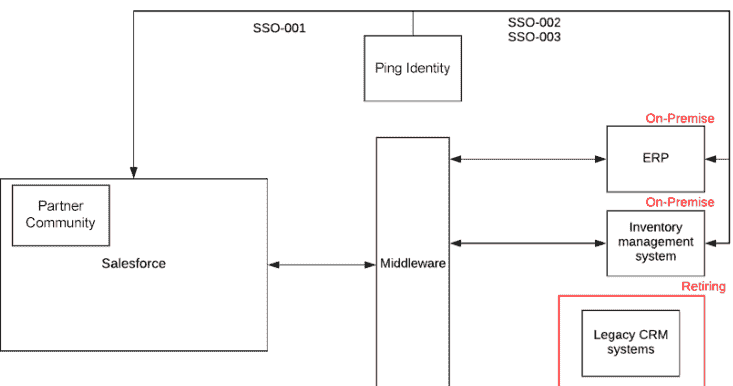 SSO-001
SSO-002
SSO-003
Ping Identity
On-Premise
ERP
On-Premise
Partner
Community
Inventory
management
system
Salesforce
Middleware
Retiring
Legacy CRM
systems